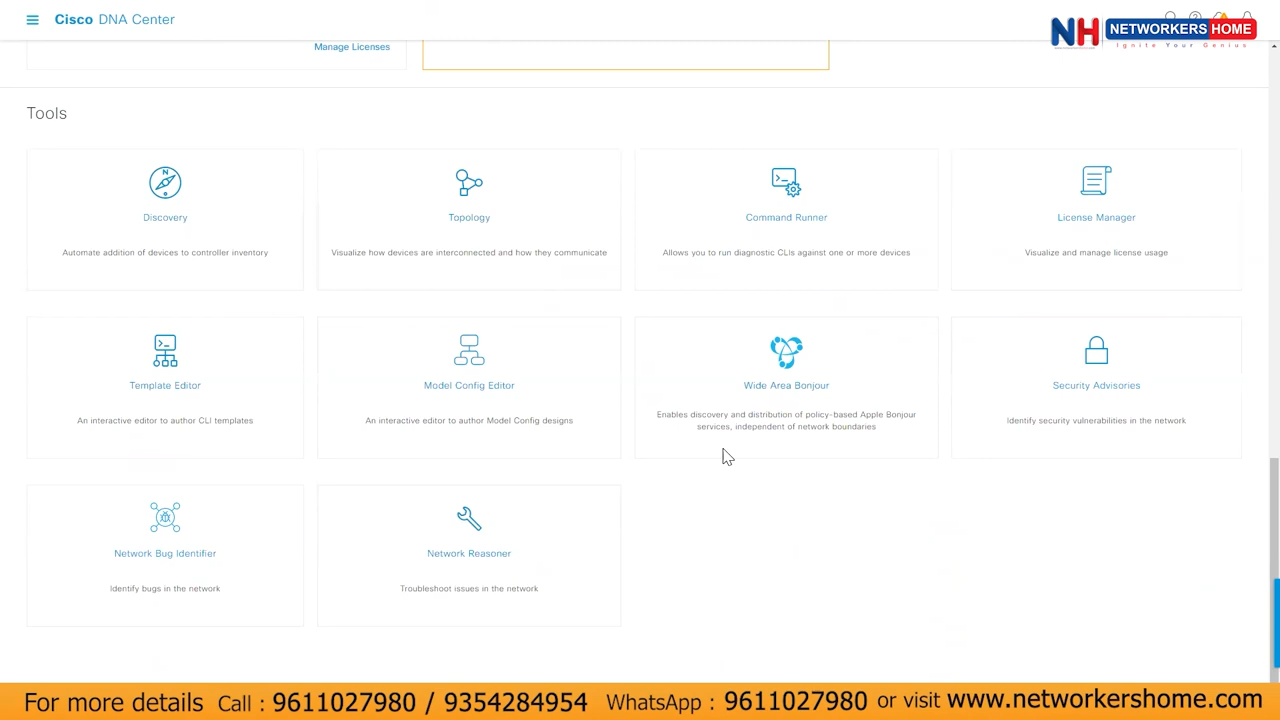 Cisco DNA Center
NH NETWORKERS HOME
Ignite Your Genius
Manage Licenses
Tools
Discovery
Automate addition of devices to controller inventory
Topology
Visualize how devices are interconnected and how they communicate
Command Runner
Allows you to run diagnostic CLIs against one or more devices
License Manager
Visualize and manage license usage
Template Editor
An interactive editor to author CLI templates
Model Config Editor
An interactive editor to author Model Config designs
Wide Area Bonjour
Enables discovery and distribution of policy-based Apple Bonjour
services, independent of network boundaries
Security Advisories
Identify security vulnerabilities in the network
Network Bug Identifier
Identify bugs in the network
Network Reasoner
Troubleshoot issues in the network
For more details Call : 9611027980 / 9354284954 WhatsApp : 9611027980 or visit www.networkershome.com